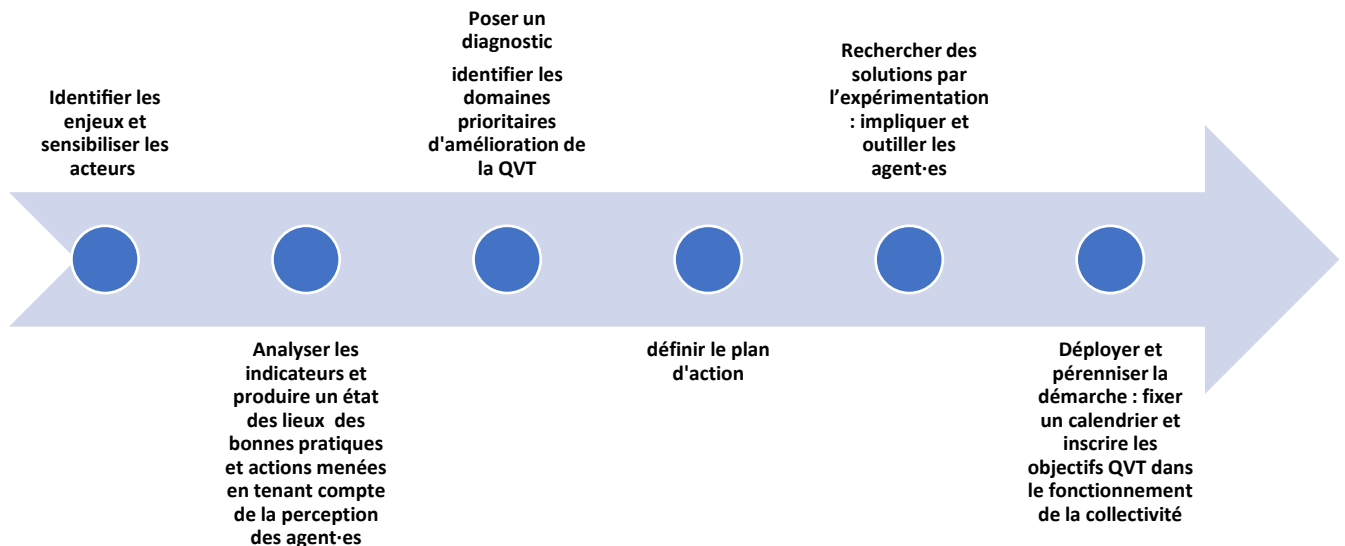 Identifier les
enjeux et
sensibiliser les
acteurs
Analyser les
indicateurs et
produire un état
des lieux des
bonnes pratiques
et actions menées
en tenant compte
de la perception
des agent·es
Poser un
diagnostic
identifier les
domaines
prioritaires
d'amélioration de
la QVT
définir le plan
d'action
Rechercher des
solutions par
l’expérimentation
: impliquer et
outiller les
agent·es
Déployer et
pérenniser la
démarche : fixer
un calendrier et
inscrire les
objectifs QVT dans
le fonctionnement
de la collectivité